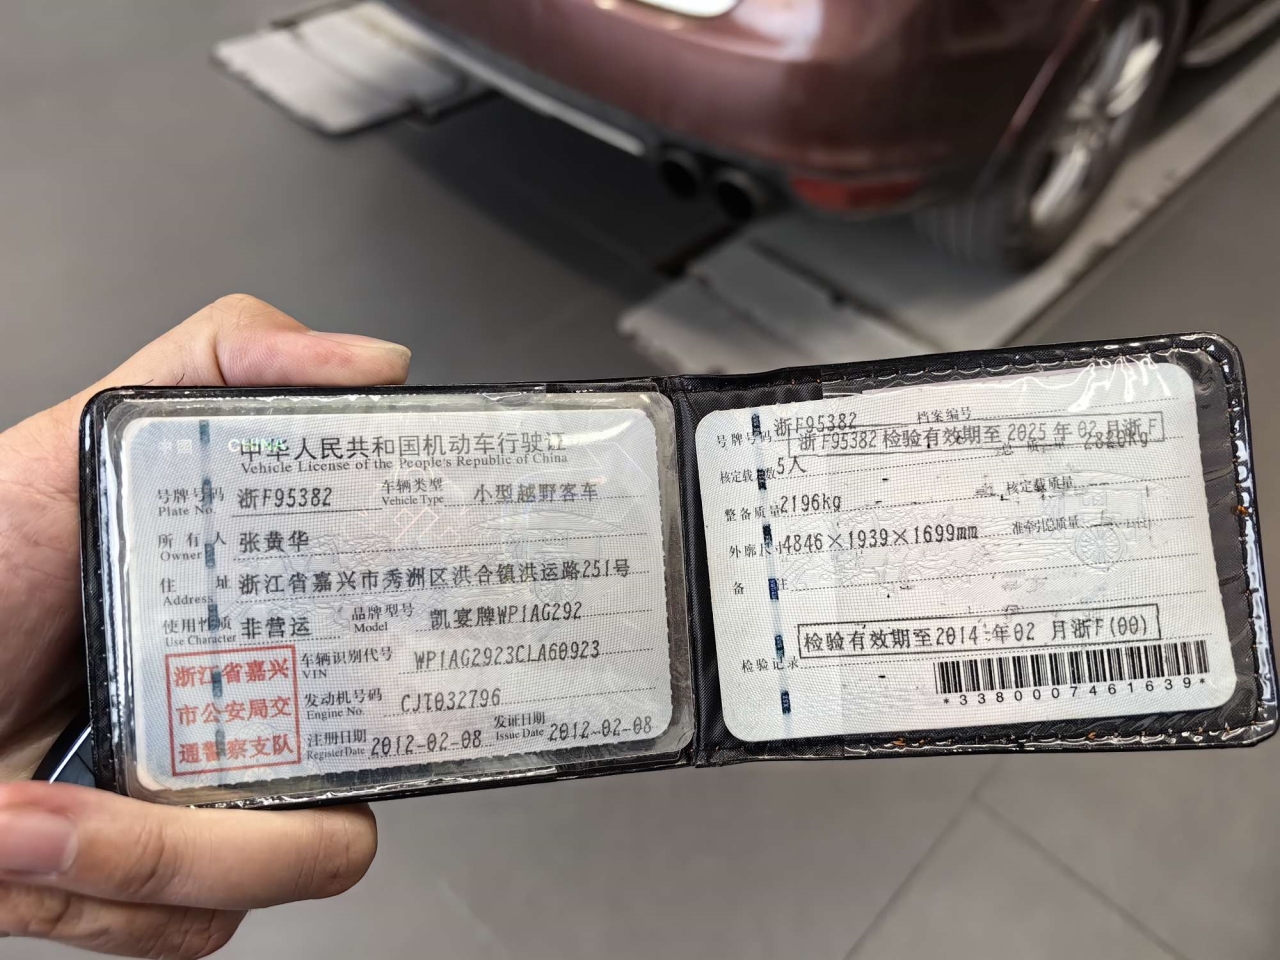 中国 CHINA
中华人民共和国机动车行驶证
Vehicle License of the People's Republic of China
号牌号码 浙F95382 车辆类型 小型越野客车
Plate No. Vehicle Type
所有人 张黄华
Owner
住址 浙江省嘉兴市秀洲区洪合镇洪运路251号
Address
使用性质 非营运 品牌型号 凯宴牌WP1AG292
Use Character Model
浙江省嘉兴
市公安局交
通警察支队
车辆识别代号 WP1AG2923CLA60923
VIN
发动机号码 CJT032796
Engine No.
注册日期 2012-02-08 发证日期 2012-02-08
Register Date Issue Date
号牌号码 浙F95382 档案编号
浙F95382 检验有效期至 2025 年 02 月浙F
核定载人数 5人 总质量 2820kg
整备质量 2196kg 核定载质量
外廓尺寸 4846×1939×1699mm 准牵引总质量
备注
检验有效期至2014年02 月浙F(00)
检验记录
*3380007461639*